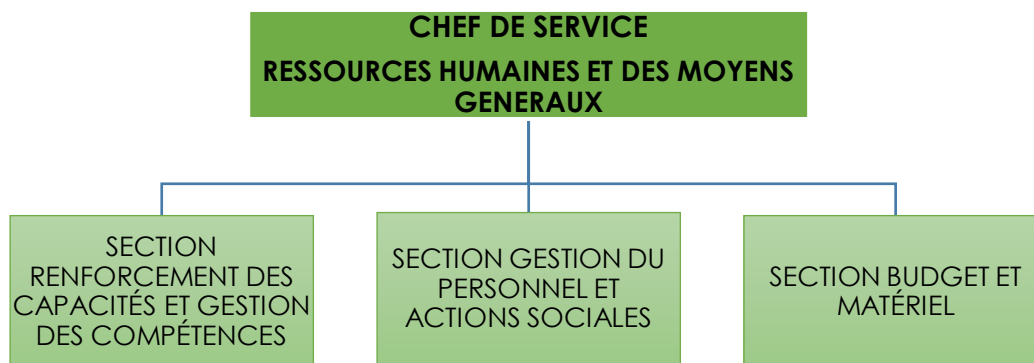 CHEF DE SERVICE
RESSOURCES HUMAINES ET DES MOYENS
GENERAUX
SECTION
RENFORCEMENT DES
CAPACITÉS ET GESTION
DES COMPÉTENCES
SECTION GESTION DU
PERSONNEL ET
ACTIONS SOCIALES
SECTION BUDGET ET
MATÉRIEL